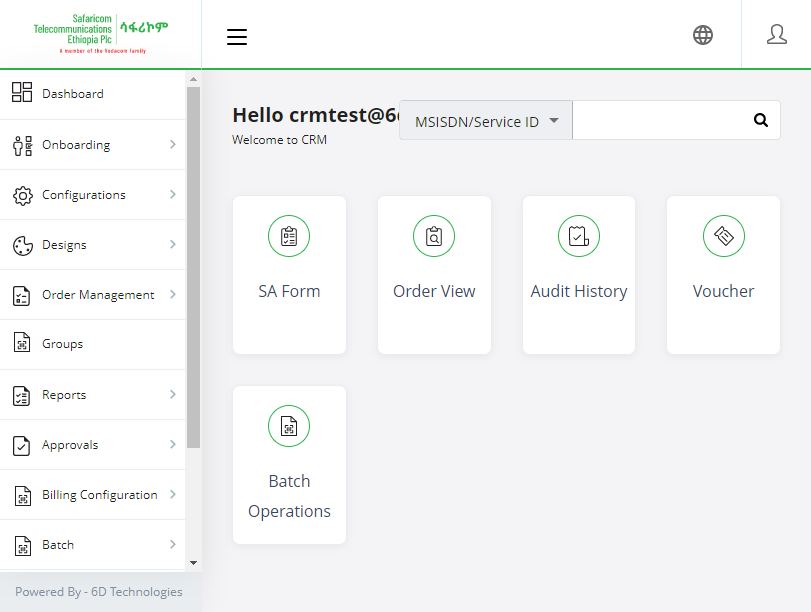 Safaricom
Telecommunications
Ethiopia Plc
ሳፋሪኮም
A member of the Vodacom family
Dashboard
Onboarding
Configurations
Designs
Order Management
Groups
Reports
Approvals
Billing Configuration
Batch
Powered By - 6D Technologies
Hello crmtest@6
Welcome to CRM
MSISDN/Service ID
SA Form
Order View
Audit History
Voucher
Batch
Operations